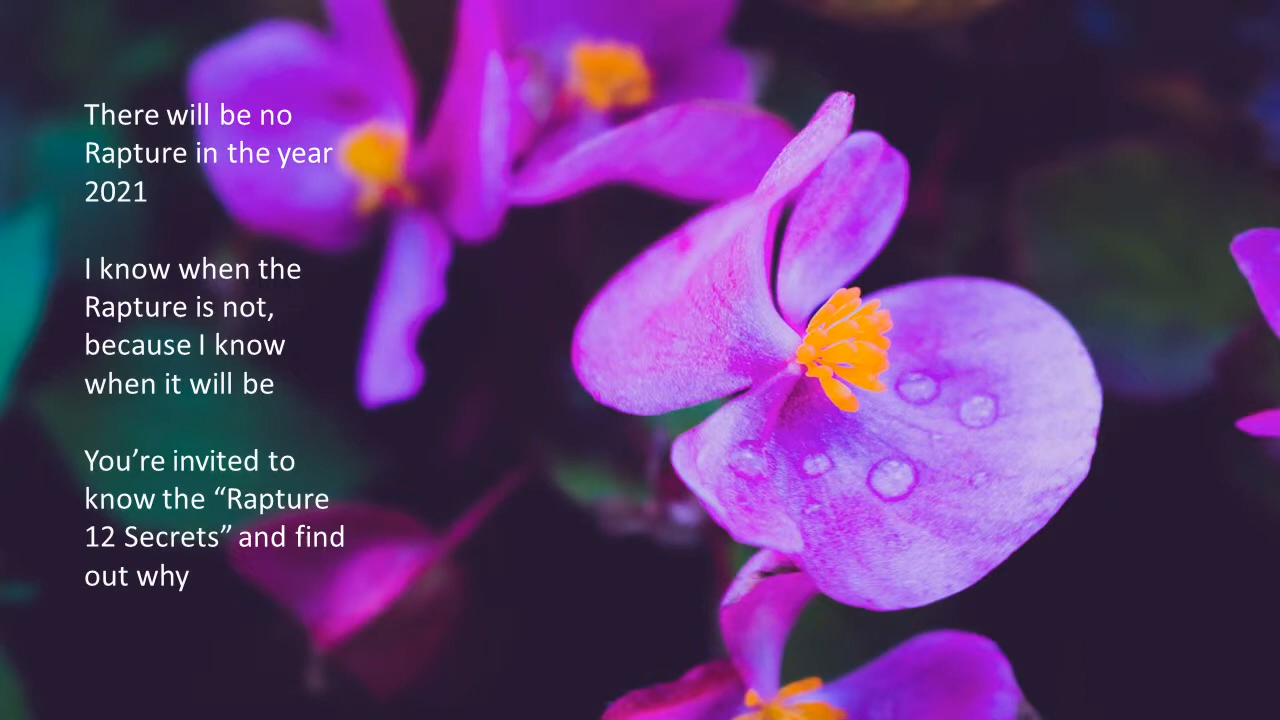 There will be no
Rapture in the year
2021
I know when the
Rapture is not,
because I know
when it will be
You’re invited to
know the “Rapture
12 Secrets” and find
out why